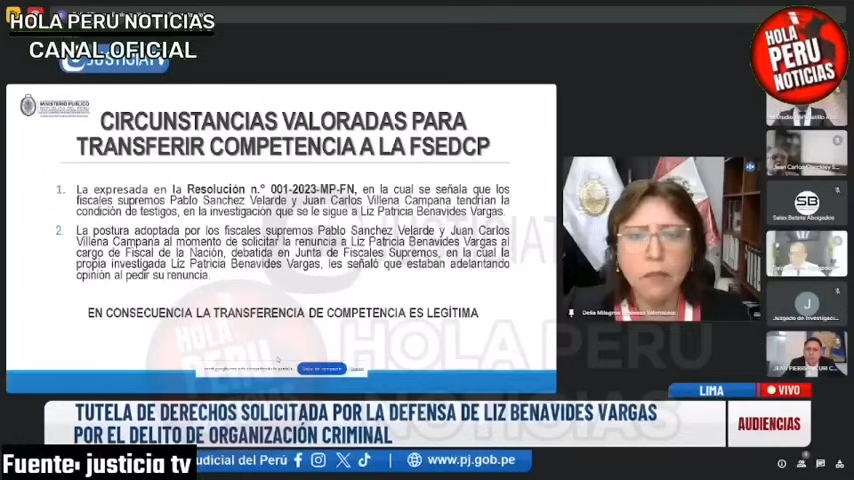 HOLA PERÚ NOTICIAS
CANAL OFICIAL
JUSTICIA TV
HOLA
PERÚ
NOTICIAS
MINISTERIO PÚBLICO
CIRCUNSTANCIAS VALORADAS PARA
TRANSFERIR COMPETENCIA A LA FSEDCP
1. La expresada en la Resolución n.° 001-2023-MP-FN, en la cual se señala que los
fiscales supremos Pablo Sanchez Velarde y Juan Carlos Villena Campana tendrían la
condición de testigos, en la investigación que se le sigue a Liz Patricia Benavides Vargas.
2. La postura adoptada por los fiscales supremos Pablo Sanchez Velarde y Juan Carlos
Villena Campana al momento de solicitar la renuncia a Liz Patricia Benavides Vargas al
cargo de Fiscal de la Nación, debatida en Junta de Fiscales Supremos, en la cual la
propia investigada Liz Patricia Benavides Vargas, les señaló que estaban adelantando
opinión al pedir su renuncia.
EN CONSECUENCIA LA TRANSFERENCIA DE COMPETENCIA ES LEGÍTIMA
SB
J
HOLA PERU
NOTICIAS
LIMA
VIVO
TUTELA DE DERECHOS SOLICITADA POR LA DEFENSA DE LIZ BENAVIDES VARGAS
POR EL DELITO DE ORGANIZACIÓN CRIMINAL
AUDIENCIAS
Fuente: justicia tv
udicial del Perú
www.pj.gob.pe